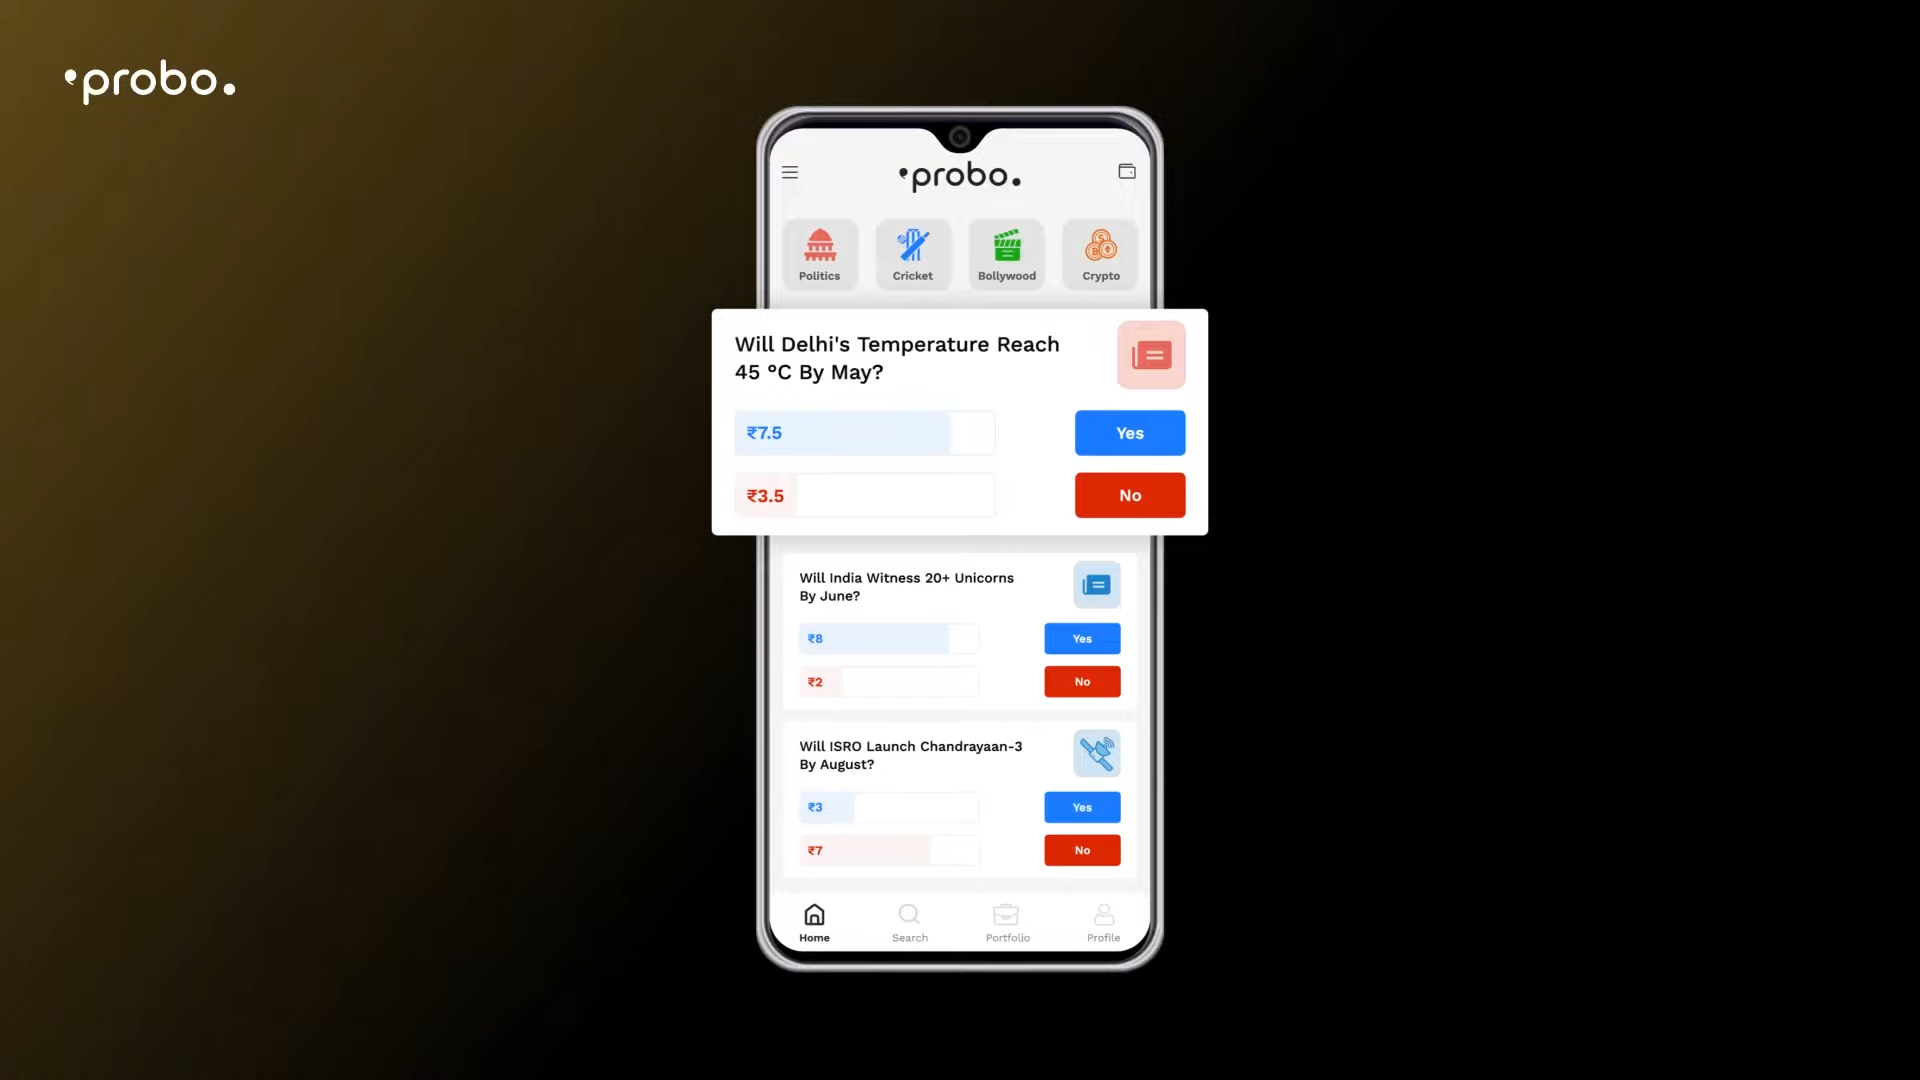 probo.
probo.
Politics
Cricket
Bollywood
Crypto
Will Delhi's Temperature Reach
45 °C By May?
₹7.5
Yes
₹3.5
No
Will India Witness 20+ Unicorns
By June?
₹8
Yes
₹2
No
Will ISRO Launch Chandrayaan-3
By August?
₹3
Yes
₹7
No
Home
Search
Portfolio
Profile